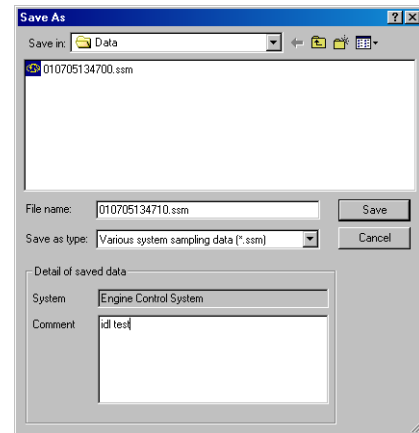 Save As
Save in: Data
010705134700.ssm
File name: 010705134710.ssm Save
Save as type: Various system sampling data (*.ssm) Cancel
Detail of saved data
System Engine Control System
Comment idl test